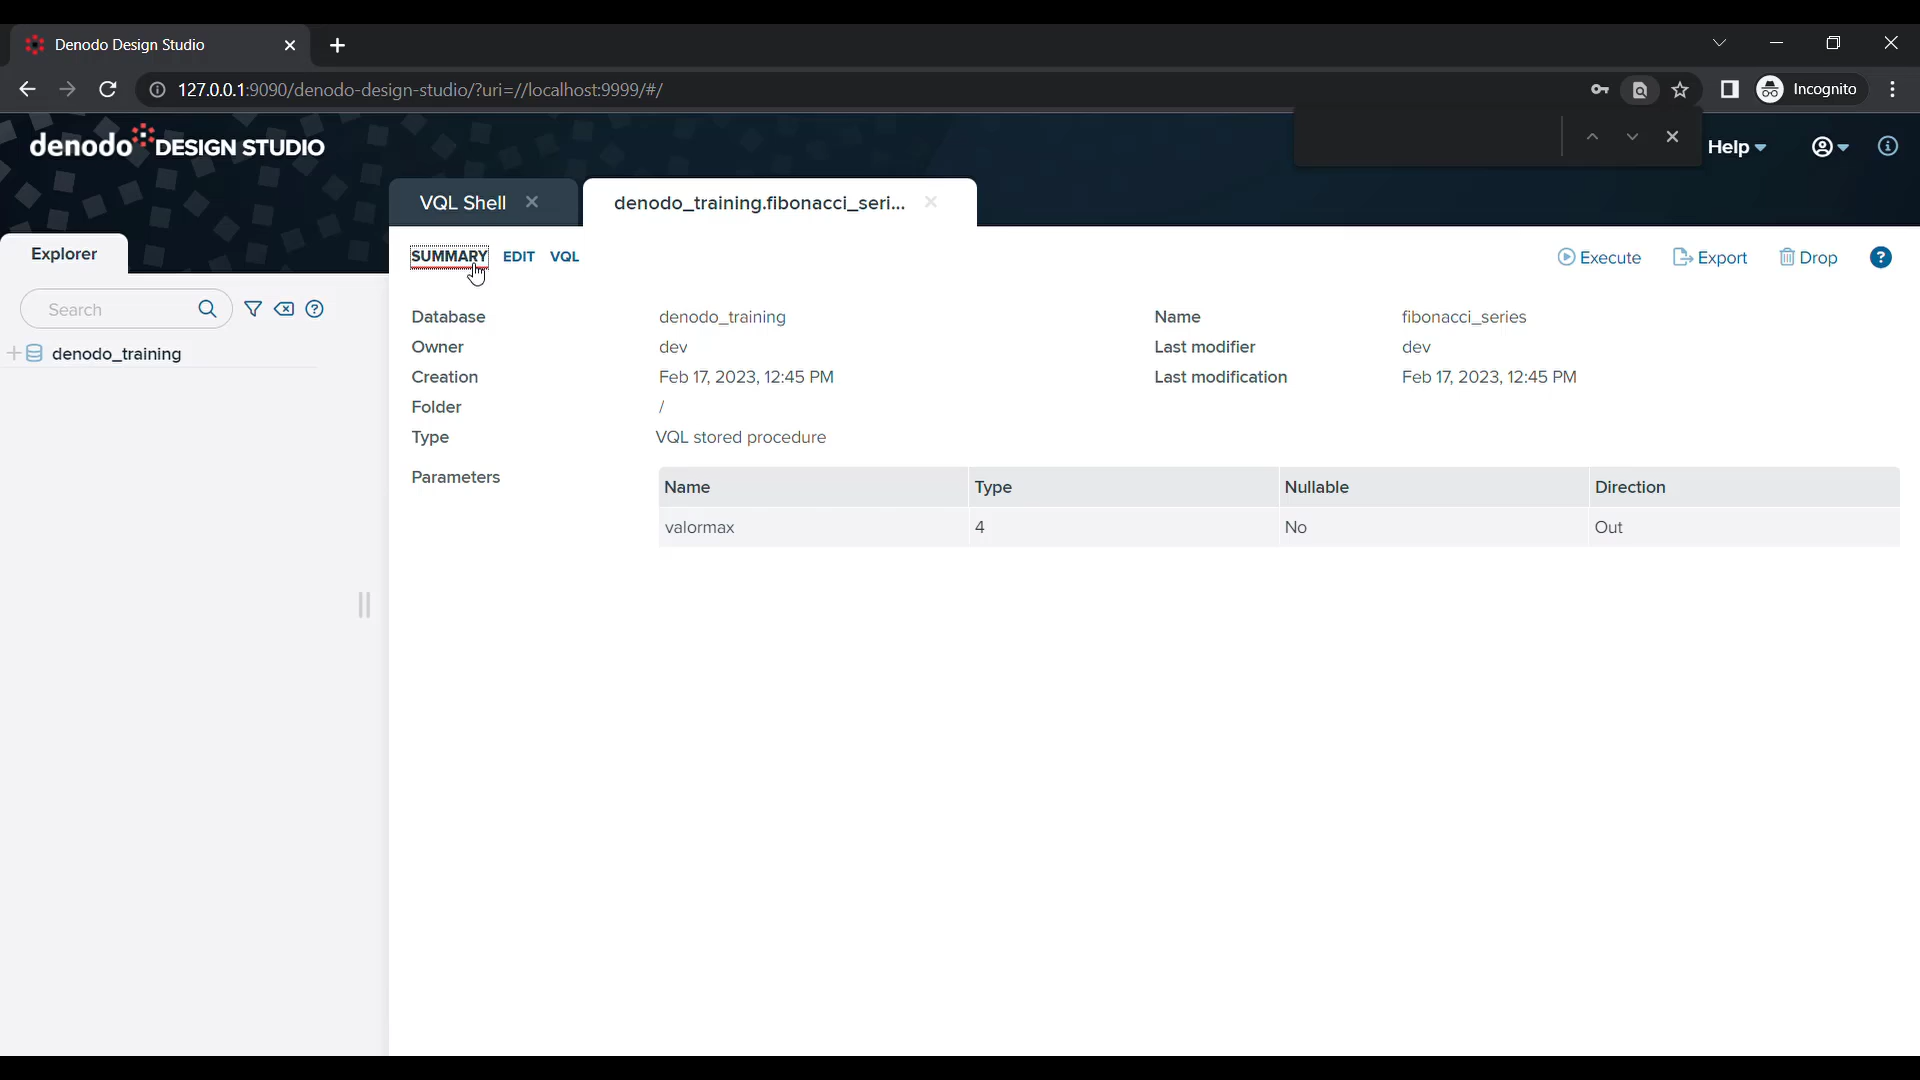 Denodo Design Studio
127.0.0.1:9090/denodo-design-studio/?uri=//localhost:9999/#/
Incognito
denodo DESIGN STUDIO
Help
VQL Shell
denodo_training.fibonacci_seri...
Explorer
SUMMARY EDIT VQL
Execute Export Drop ?
Search
?
denodo_training
Database denodo_training Name fibonacci_series
Owner dev Last modifier dev
Creation Feb 17, 2023, 12:45 PM Last modification Feb 17, 2023, 12:45 PM
Folder /
Type VQL stored procedure
Parameters
Name Type Nullable Direction
valormax 4 No Out